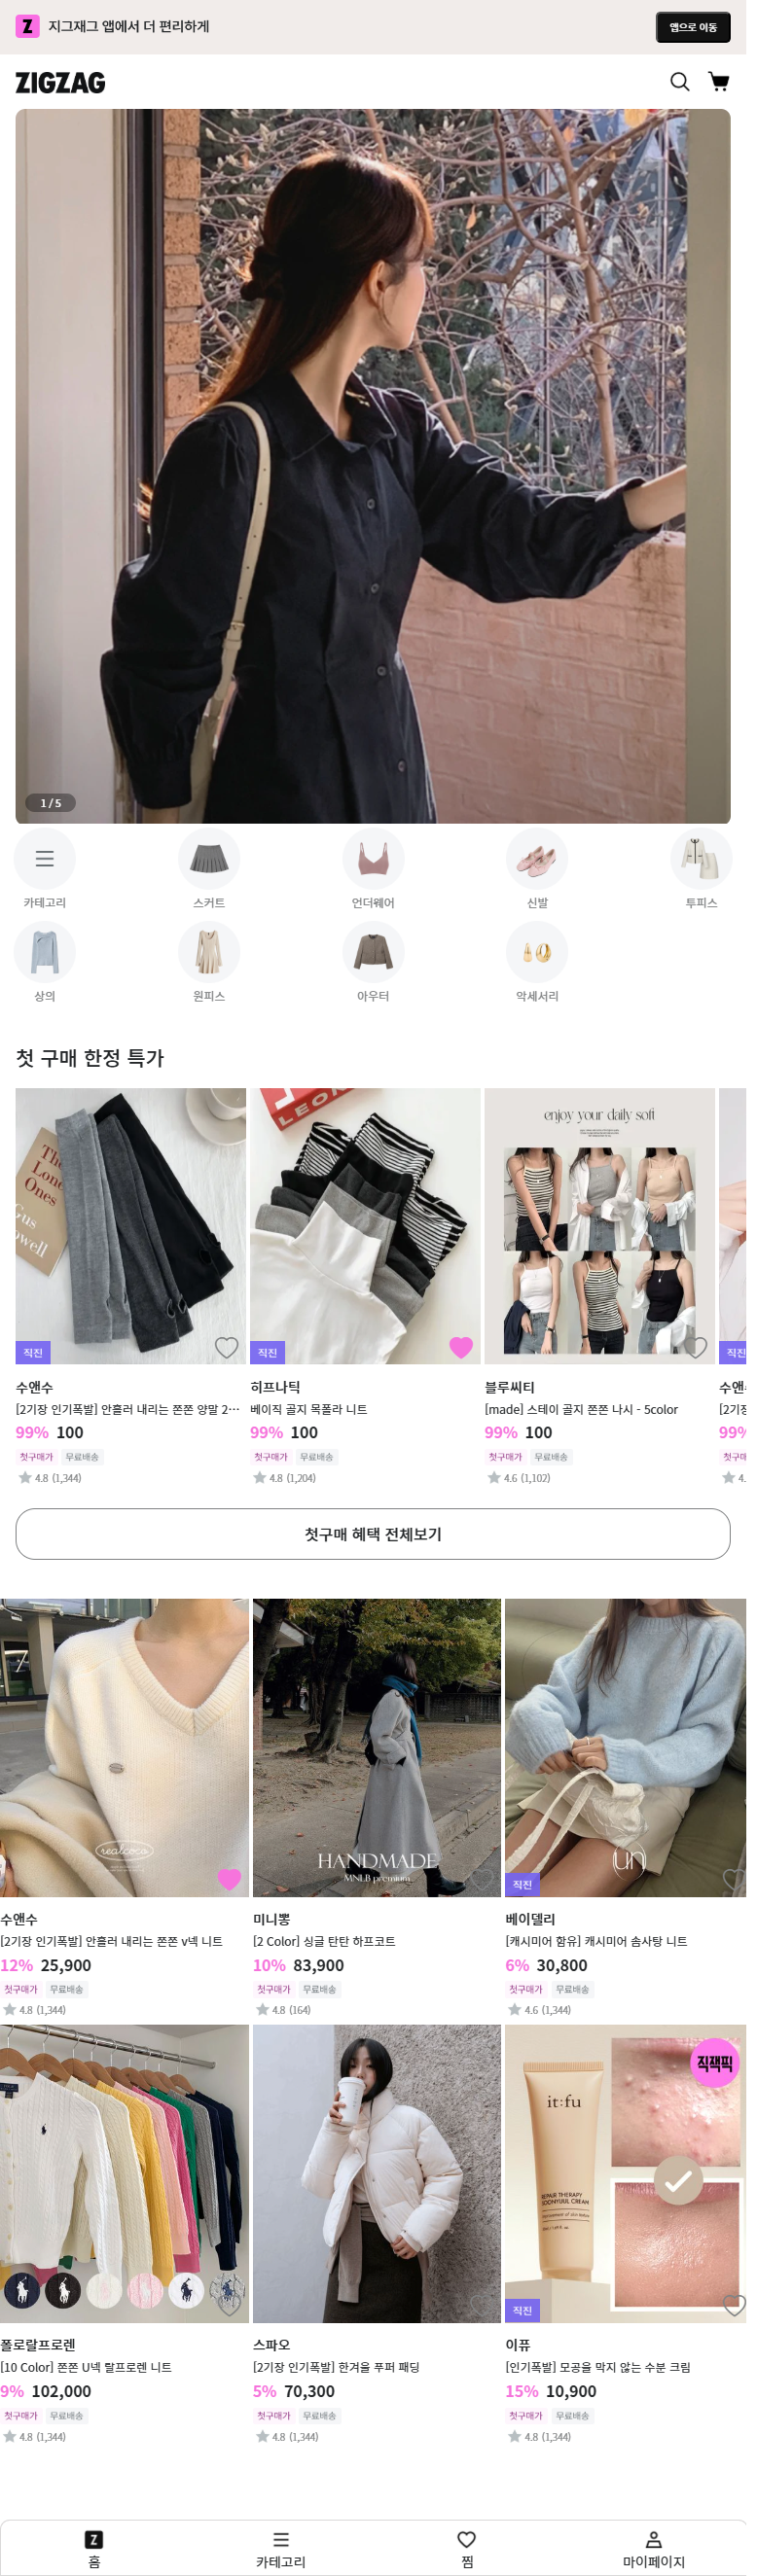 Z 지그재그 앱에서 더 편리하게
앱으로 이동
ZIGZAG
1 / 5
카테고리 스커트 언더웨어 신발 투피스
상의 원피스 아우터 악세서리
첫 구매 한정 특가
The London
Ones
Gus
LEON
enjoy your daily soft
직진 직진 직진
수앤수 히프나틱 블루씨티 수앤
[2기장 인기폭발] 안흘러 내리는 쫀쫀 양말 2… 베이직 골지 목폴라 니트 [made] 스테이 골지 쫀쫀 나시 - 5color [2기장
99% 100 99% 100 99% 100 99%
첫구매가 무료배송 첫구매가 무료배송 첫구매가 무료배송 첫구매
4.8 (1,344) 4.8 (1,204) 4.6 (1,102) 4.
첫구매 혜택 전체보기
realcoco
HANDMADE
MNLB premium
un
직진
수앤수 미니뽕 베이델리
[2기장 인기폭발] 안흘러 내리는 쫀쫀 v넥 니트 [2 Color] 싱글 탄탄 하프코트 [캐시미어 함유] 캐시미어 솜사탕 니트
12% 25,900 10% 83,900 6% 30,800
첫구매가 무료배송 첫구매가 무료배송 첫구매가 무료배송
4.8 (1,344) 4.8 (164) 4.6 (1,344)
직잭픽
it:fu
REPAIR THERAPY
SOONYUUL CREAM
직진
폴로랄프로렌 스파오 이퓨
[10 Color] 쫀쫀 U넥 랄프로렌 니트 [2기장 인기폭발] 한겨울 푸퍼 패딩 [인기폭발] 모공을 막지 않는 수분 크림
9% 102,000 5% 70,300 15% 10,900
첫구매가 무료배송 첫구매가 무료배송 첫구매가 무료배송
4.8 (1,344) 4.8 (1,344) 4.8 (1,344)
Z
홈 카테고리 찜 마이페이지